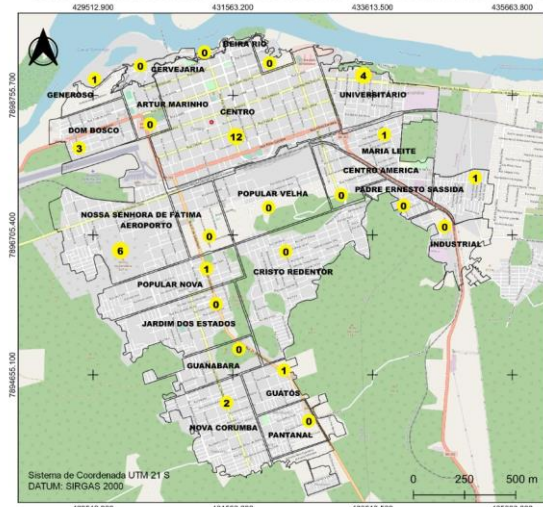 429512.900 431563.200 433613.500 435663.800
7898755.700
7896705.400
7894655.100
BEIRA RIO
0
0
0
CERVEJARIA
1
4
GENEROSO
ARTUR MARINHO
UNIVERSITÁRIO
CENTRO
0
DOM BOSCO
12
1
3
MARIA LEITE
CENTRO AMERICA
1
PADRE ERNESTO SASSIDA
POPULAR VELHA
0
0
0
NOSSA SENHORA DE FÁTIMA
AEROPORTO
0
0
6
INDUSTRIAL
0
1
CRISTO REDENTOR
POPULAR NOVA
0
JARDIM DOS ESTADOS
0
GUANABARA
1
GUATÓS
2
NOVA CORUMBA
0
PANTANAL
Sistema de Coordenada UTM 21 S
DATUM: SIRGAS 2000
0 250 500 m